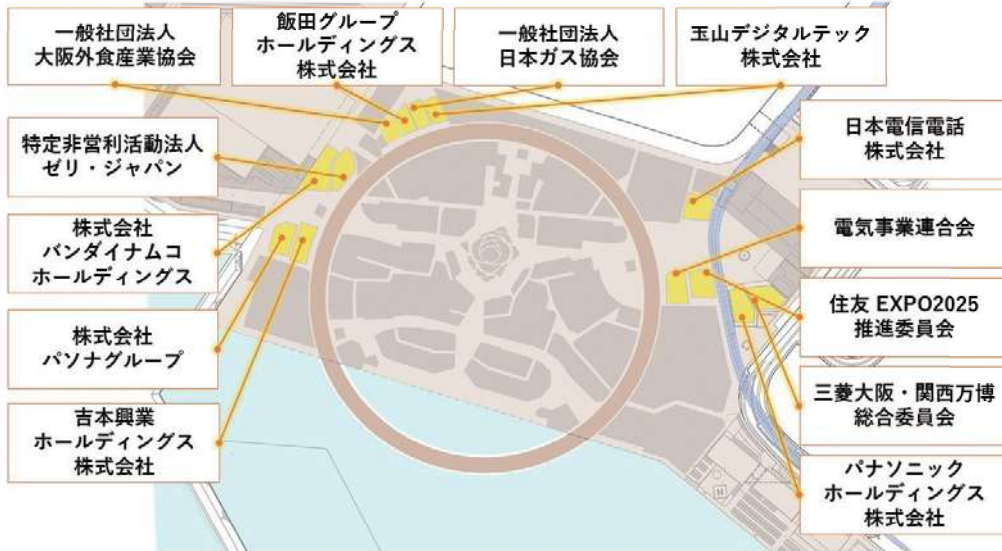 一般社団法人
大阪外食産業協会
飯田グループ
ホールディングス
株式会社
一般社団法人
日本ガス協会
玉山デジタルテック
株式会社
特定非営利活動法人
ゼリ・ジャパン
株式会社
バンダイナムコ
ホールディングス
株式会社
パソナグループ
吉本興業
ホールディングス
株式会社
日本電信電話
株式会社
電気事業連合会
住友 EXPO2025
推進委員会
三菱大阪・関西万博
総合委員会
パナソニック
ホールディングス
株式会社
H